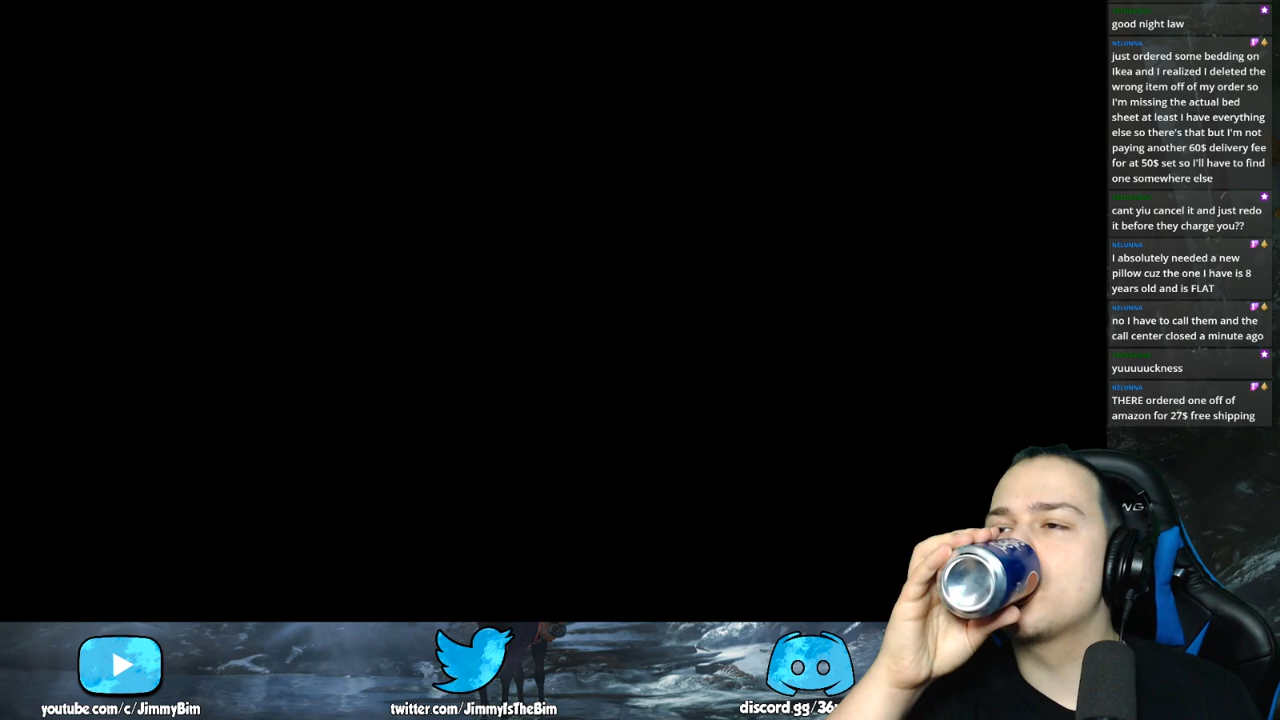 good night law
NELUNNA
just ordered some bedding on
Ikea and I realized I deleted the
wrong item off of my order so
I'm missing the actual bed
sheet at least I have everything
else so there's that but I'm not
paying another 60$ delivery fee
for at 50$ set so I'll have to find
one somewhere else
cant yiu cancel it and just redo
it before they charge you??
NELUNNA
I absolutely needed a new
pillow cuz the one I have is 8
years old and is FLAT
NELUNNA
no I have to call them and the
call center closed a minute ago
yuuuuuckness
NELUNNA
THERE ordered one off of
amazon for 27$ free shipping
youtube.com/c/JimmyBim
twitter.com/JimmyIsTheBim
discord.gg/36